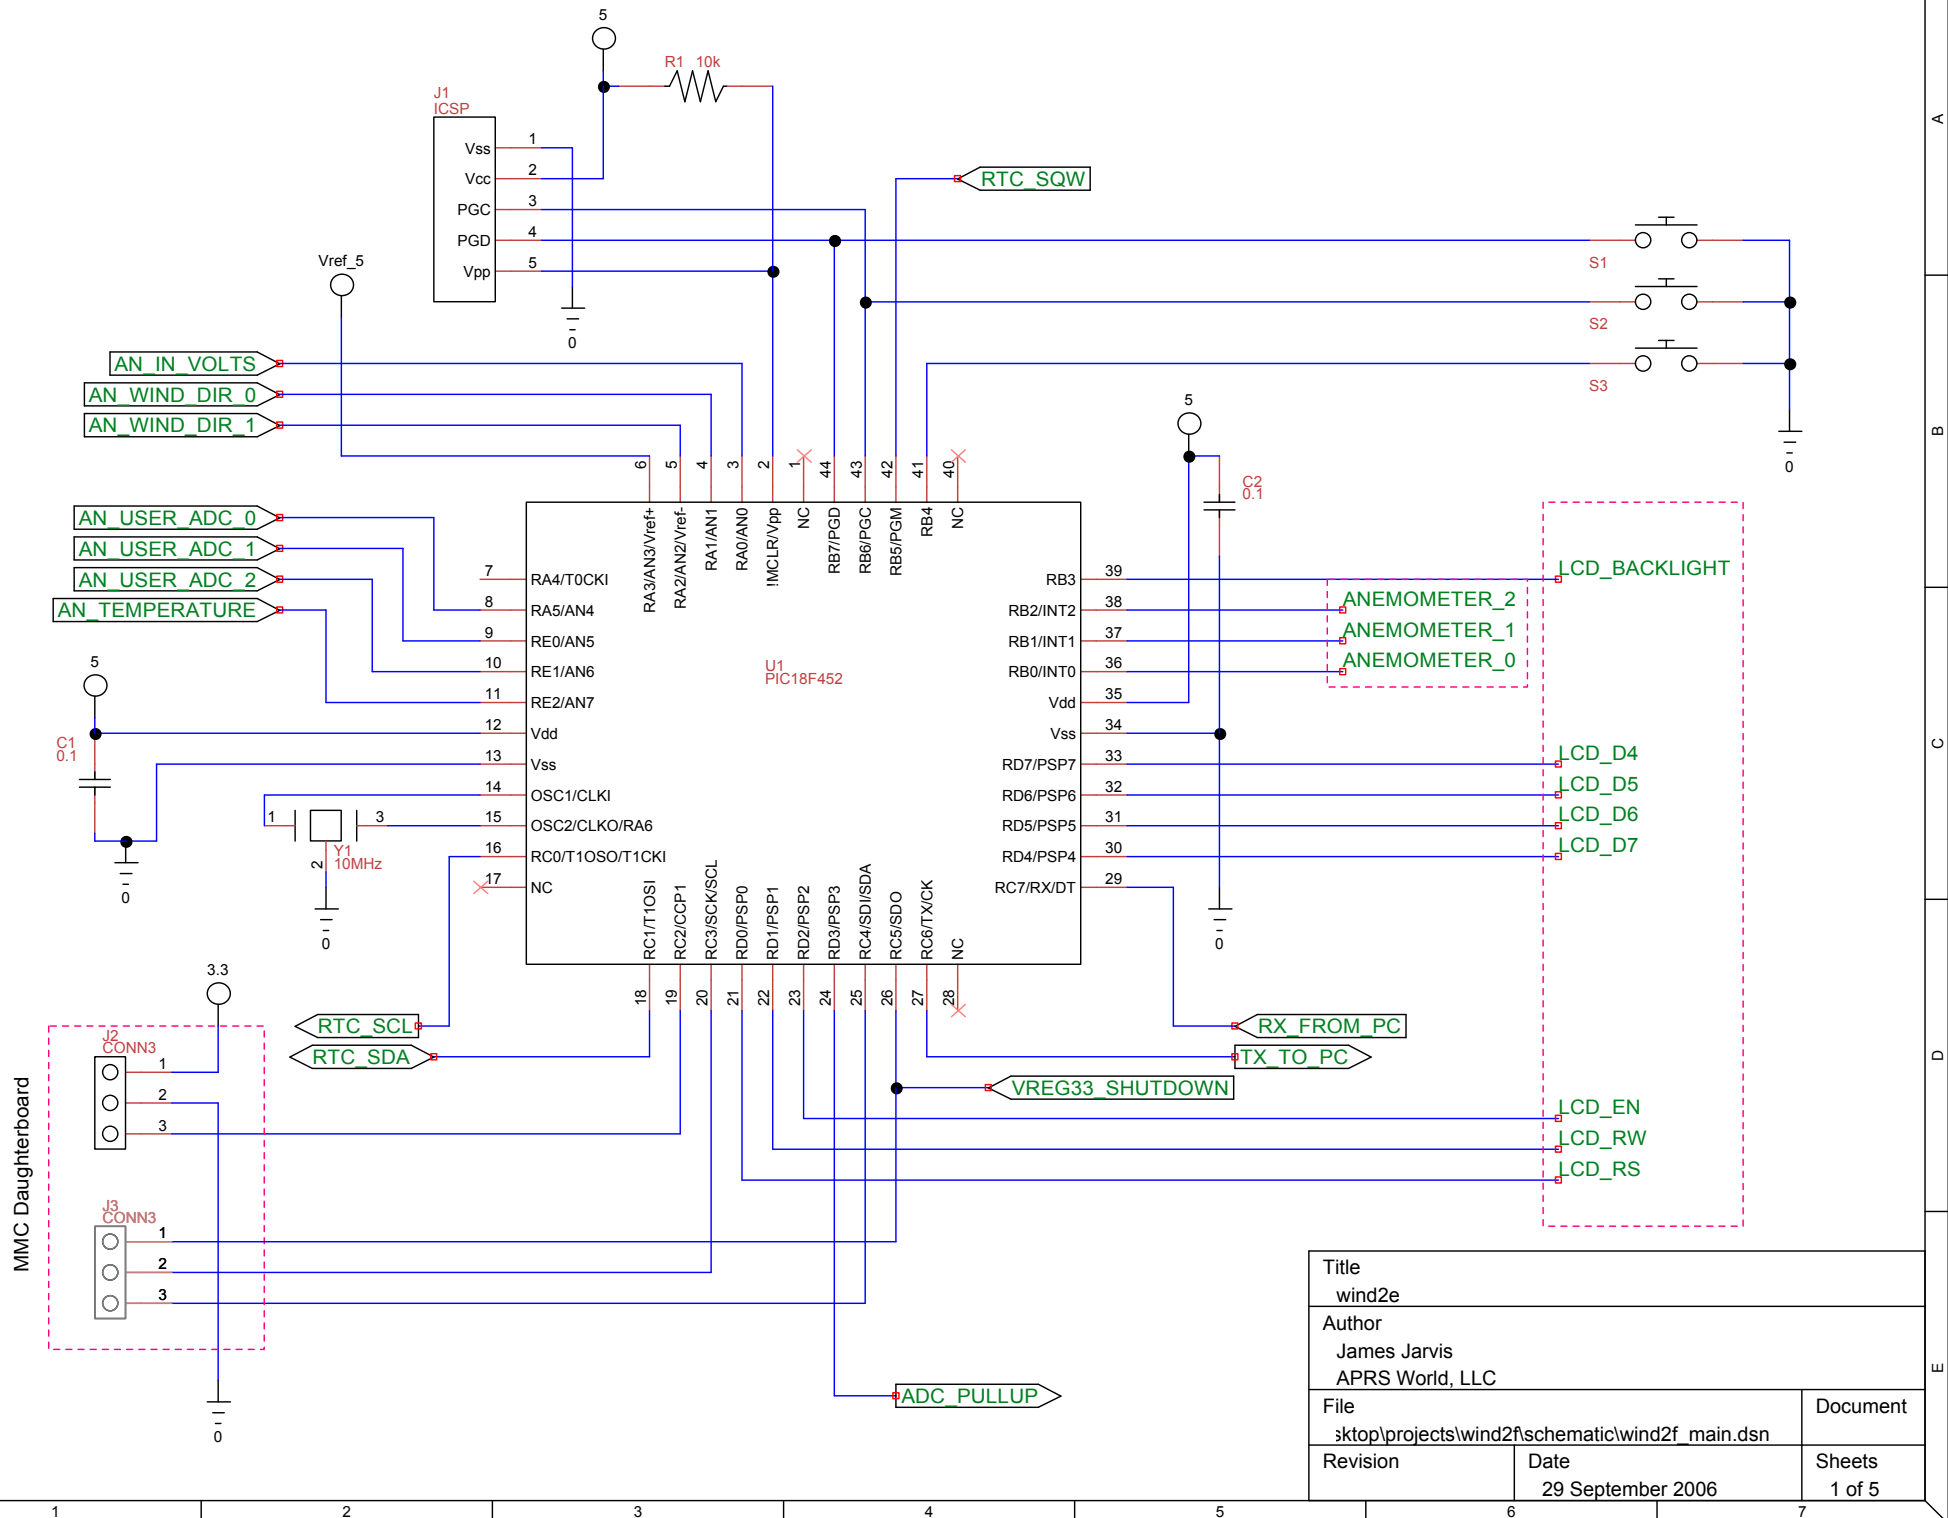 5
R1 10k
J1
ICSP
Vss 1
Vcc 2
PGC 3
PGD 4
Vpp 5
0
RTC_SQW
S1
S2
S3
0
Vref_5
AN_IN_VOLTS
AN_WIND_DIR_0
AN_WIND_DIR_1
AN_USER_ADC_0
AN_USER_ADC_1
AN_USER_ADC_2
AN_TEMPERATURE
6 5 4 3 2 1 44 43 42 41 40
RA3/AN3/Vref+
RA2/AN2/Vref-
RA1/AN1
RA0/AN0
!MCLR/Vpp
NC
RB7/PGD
RB6/PGC
RB5/PGM
RB4
NC
5
C2
0.1
7 RA4/T0CKI
8 RA5/AN4
9 RE0/AN5
10 RE1/AN6
11 RE2/AN7
12 Vdd
13 Vss
14 OSC1/CLKI
15 OSC2/CLKO/RA6
16 RC0/T1OSO/T1CKI
17 NC
U1
PIC18F452
RB3 39
RB2/INT2 38
RB1/INT1 37
RB0/INT0 36
Vdd 35
Vss 34
RD7/PSP7 33
RD6/PSP6 32
RD5/PSP5 31
RD4/PSP4 30
RC7/RX/DT 29
LCD_BACKLIGHT
ANEMOMETER_2
ANEMOMETER_1
ANEMOMETER_0
LCD_D4
LCD_D5
LCD_D6
LCD_D7
0
5
C1
0.1
0
1 3
2
Y1
10MHz
0
RC1/T1OSI
RC2/CCP1
RC3/SCK/SCL
RD0/PSP0
RD1/PSP1
RD2/PSP2
RD3/PSP3
RC4/SDI/SDA
RC5/SDO
RC6/TX/CK
NC
18 19 20 21 22 23 24 25 26 27 28
RTC_SCL
RTC_SDA
RX_FROM_PC
TX_TO_PC
VREG33_SHUTDOWN
LCD_EN
LCD_RW
LCD_RS
3.3
MMC Daughterboard
J2
CONN3
1
2
3
J3
CONN3
1
2
3
0
ADC_PULLUP
Title
wind2e
Author
James Jarvis
APRS World, LLC
File
sktop\projects\wind2f\schematic\wind2f_main.dsn
Document
Revision
Date
29 September 2006
Sheets
1 of 5
A
B
C
D
E
1 2 3 4 5 6 7